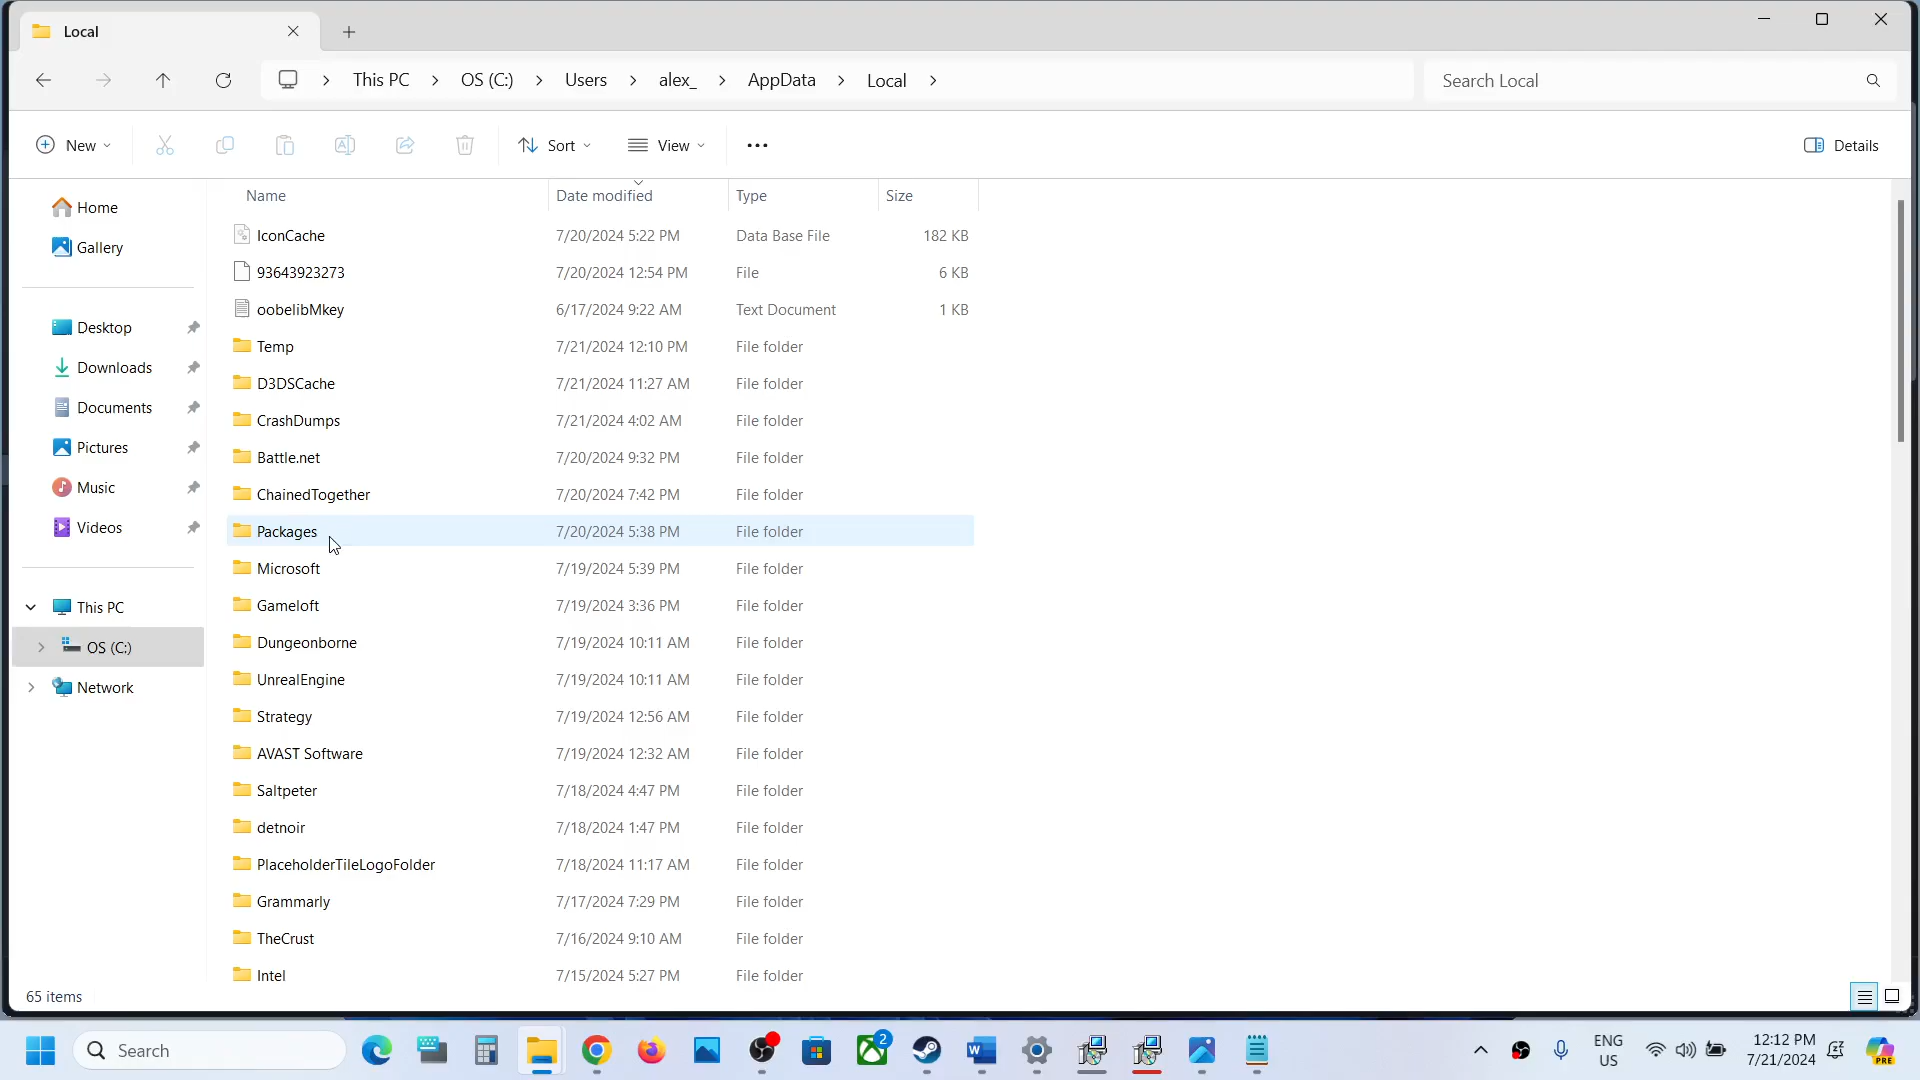 Local
This PC
OS (C:)
Users
alex_
AppData
Local
Search Local
New
Sort
View
Details
Name Date modified Type Size
Home
Gallery
Desktop
Downloads
Documents
Pictures
Music
Videos
This PC
OS (C:)
Network
IconCache 7/20/2024 5:22 PM Data Base File 182 KB
93643923273 7/20/2024 12:54 PM File 6 KB
oobelibMkey 6/17/2024 9:22 AM Text Document 1 KB
Temp 7/21/2024 12:10 PM File folder
D3DSCache 7/21/2024 11:27 AM File folder
CrashDumps 7/21/2024 4:02 AM File folder
Battle.net 7/20/2024 9:32 PM File folder
ChainedTogether 7/20/2024 7:42 PM File folder
Packages 7/20/2024 5:38 PM File folder
Microsoft 7/19/2024 5:39 PM File folder
Gameloft 7/19/2024 3:36 PM File folder
Dungeonborne 7/19/2024 10:11 AM File folder
UnrealEngine 7/19/2024 10:11 AM File folder
Strategy 7/19/2024 12:56 AM File folder
AVAST Software 7/19/2024 12:32 AM File folder
Saltpeter 7/18/2024 4:47 PM File folder
detnoir 7/18/2024 1:47 PM File folder
PlaceholderTileLogoFolder 7/18/2024 11:17 AM File folder
Grammarly 7/17/2024 7:29 PM File folder
TheCrust 7/16/2024 9:10 AM File folder
Intel 7/15/2024 5:27 PM File folder
65 items
Search
2
ENG
US
12:12 PM
7/21/2024
PRE